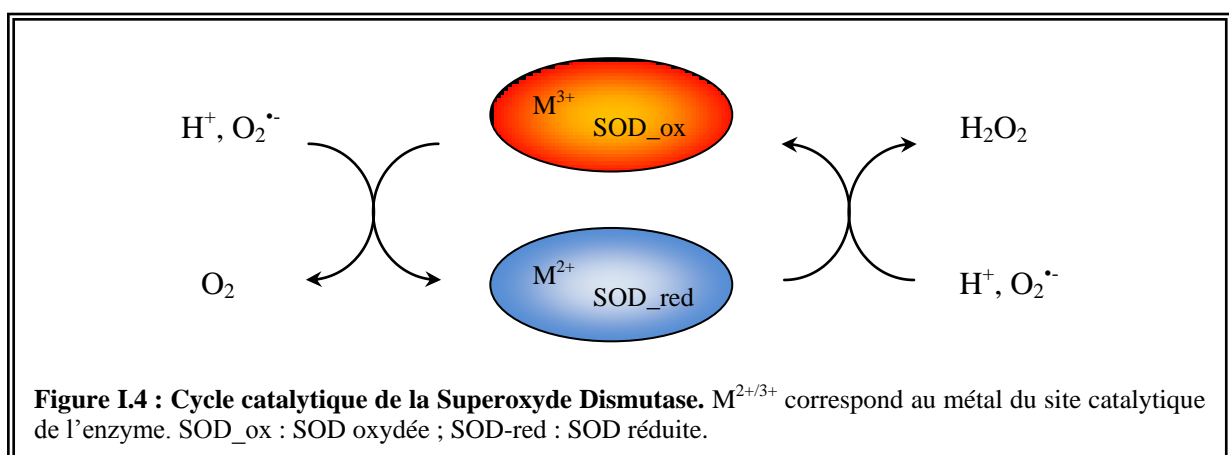 M³⁺
SOD_ox
H⁺, O₂•⁻
H₂O₂
M²⁺
SOD_red
O₂
H⁺, O₂•⁻
Figure I.4 : Cycle catalytique de la Superoxyde Dismutase. M²⁺/³⁺ correspond au métal du site catalytique
de l’enzyme. SOD_ox : SOD oxydée ; SOD-red : SOD réduite.